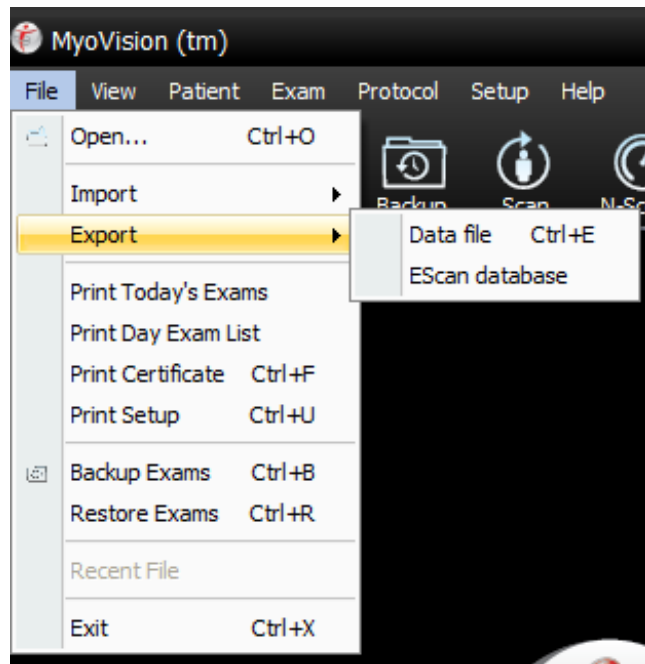 MyoVision (tm)
File View Patient Exam Protocol Setup Help
Open... Ctrl+O
Import
Backup Scan
Export
Data file Ctrl+E
EScan database
Print Today's Exams
Print Day Exam List
Print Certificate Ctrl+F
Print Setup Ctrl+U
Backup Exams Ctrl+B
Restore Exams Ctrl+R
Recent File
Exit Ctrl+X